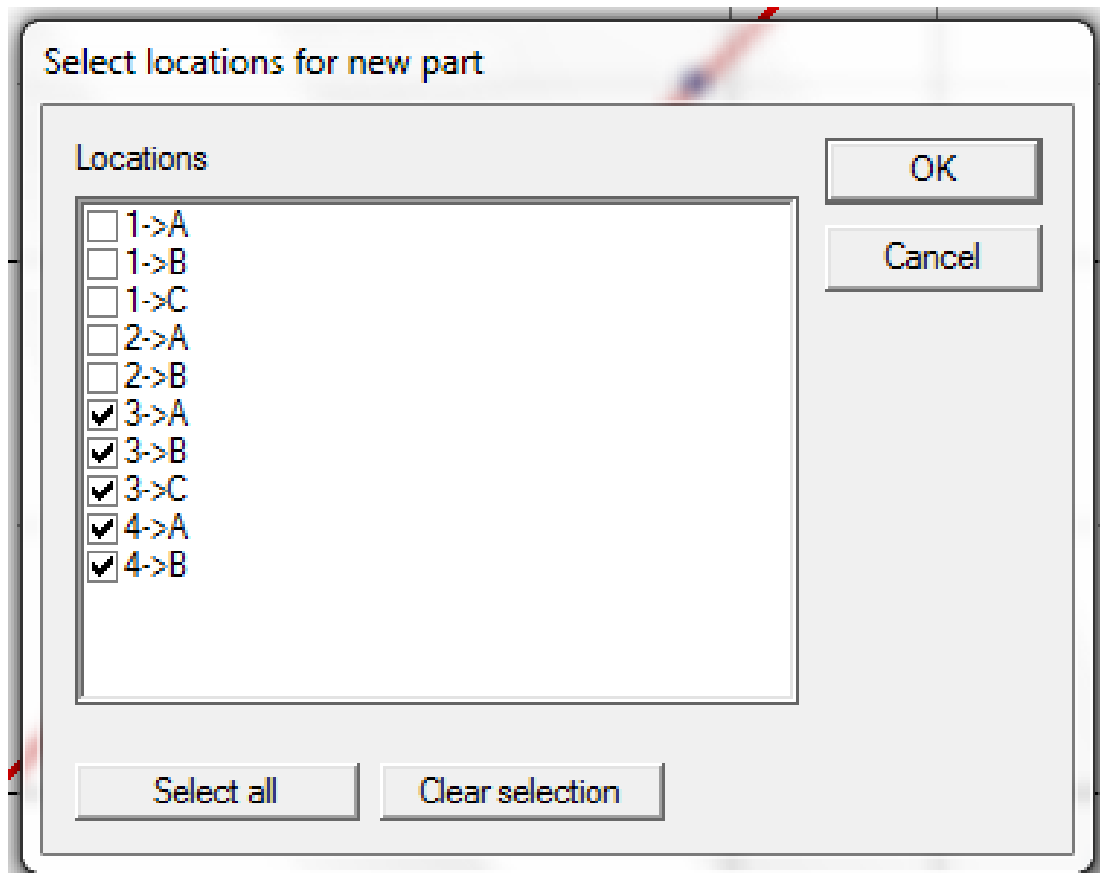 Select locations for new part
Locations
OK
Cancel
1->A
1->B
1->C
2->A
2->B
3->A
3->B
3->C
4->A
4->B
Select all
Clear selection